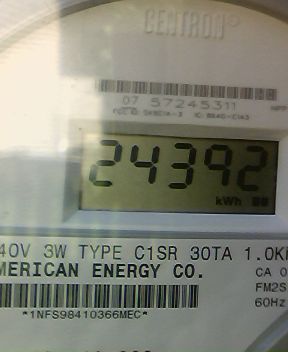 CENTRON®
07 57245311
24392
kWh
40V 3W TYPE C1SR 30TA 1.0K
MERICAN ENERGY CO.
CA 0
FM2S
60Hz
*1NFS98410366MEC*